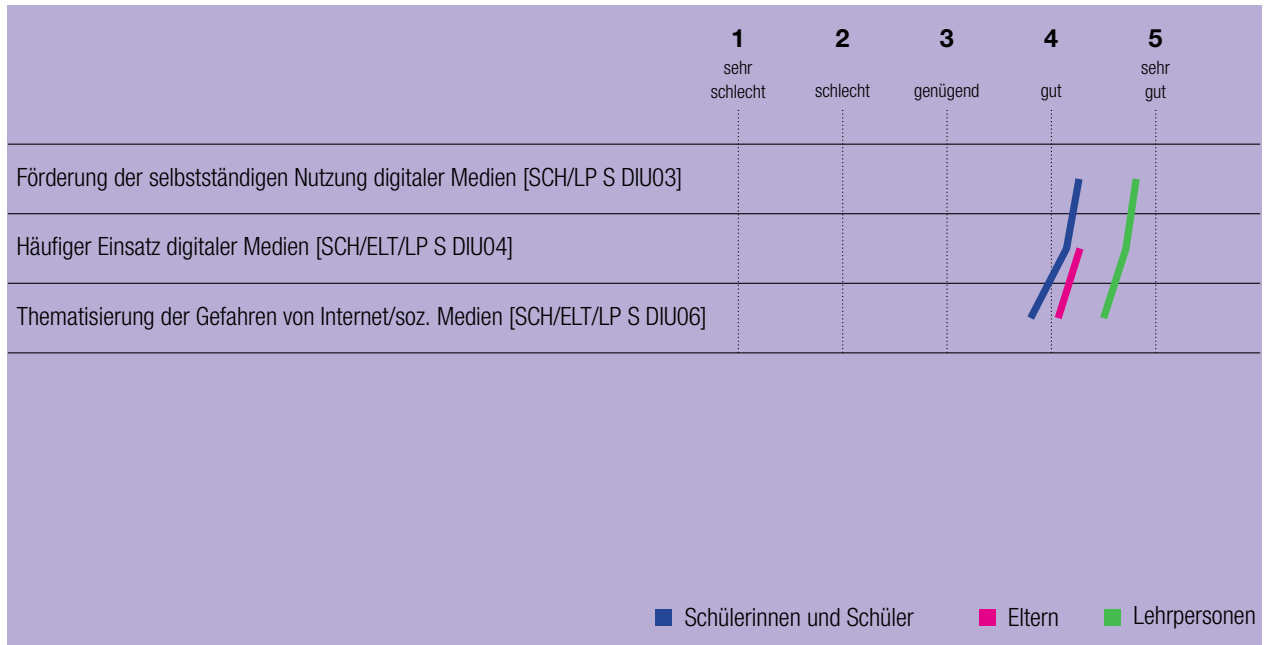 1 2 3 4 5
sehr schlecht schlecht genügend gut sehr gut
Förderung der selbstständigen Nutzung digitaler Medien [SCH/LP S DIU03]
Häufiger Einsatz digitaler Medien [SCH/ELT/LP S DIU04]
Thematisierung der Gefahren von Internet/soz. Medien [SCH/ELT/LP S DIU06]
Schülerinnen und Schüler Eltern Lehrpersonen